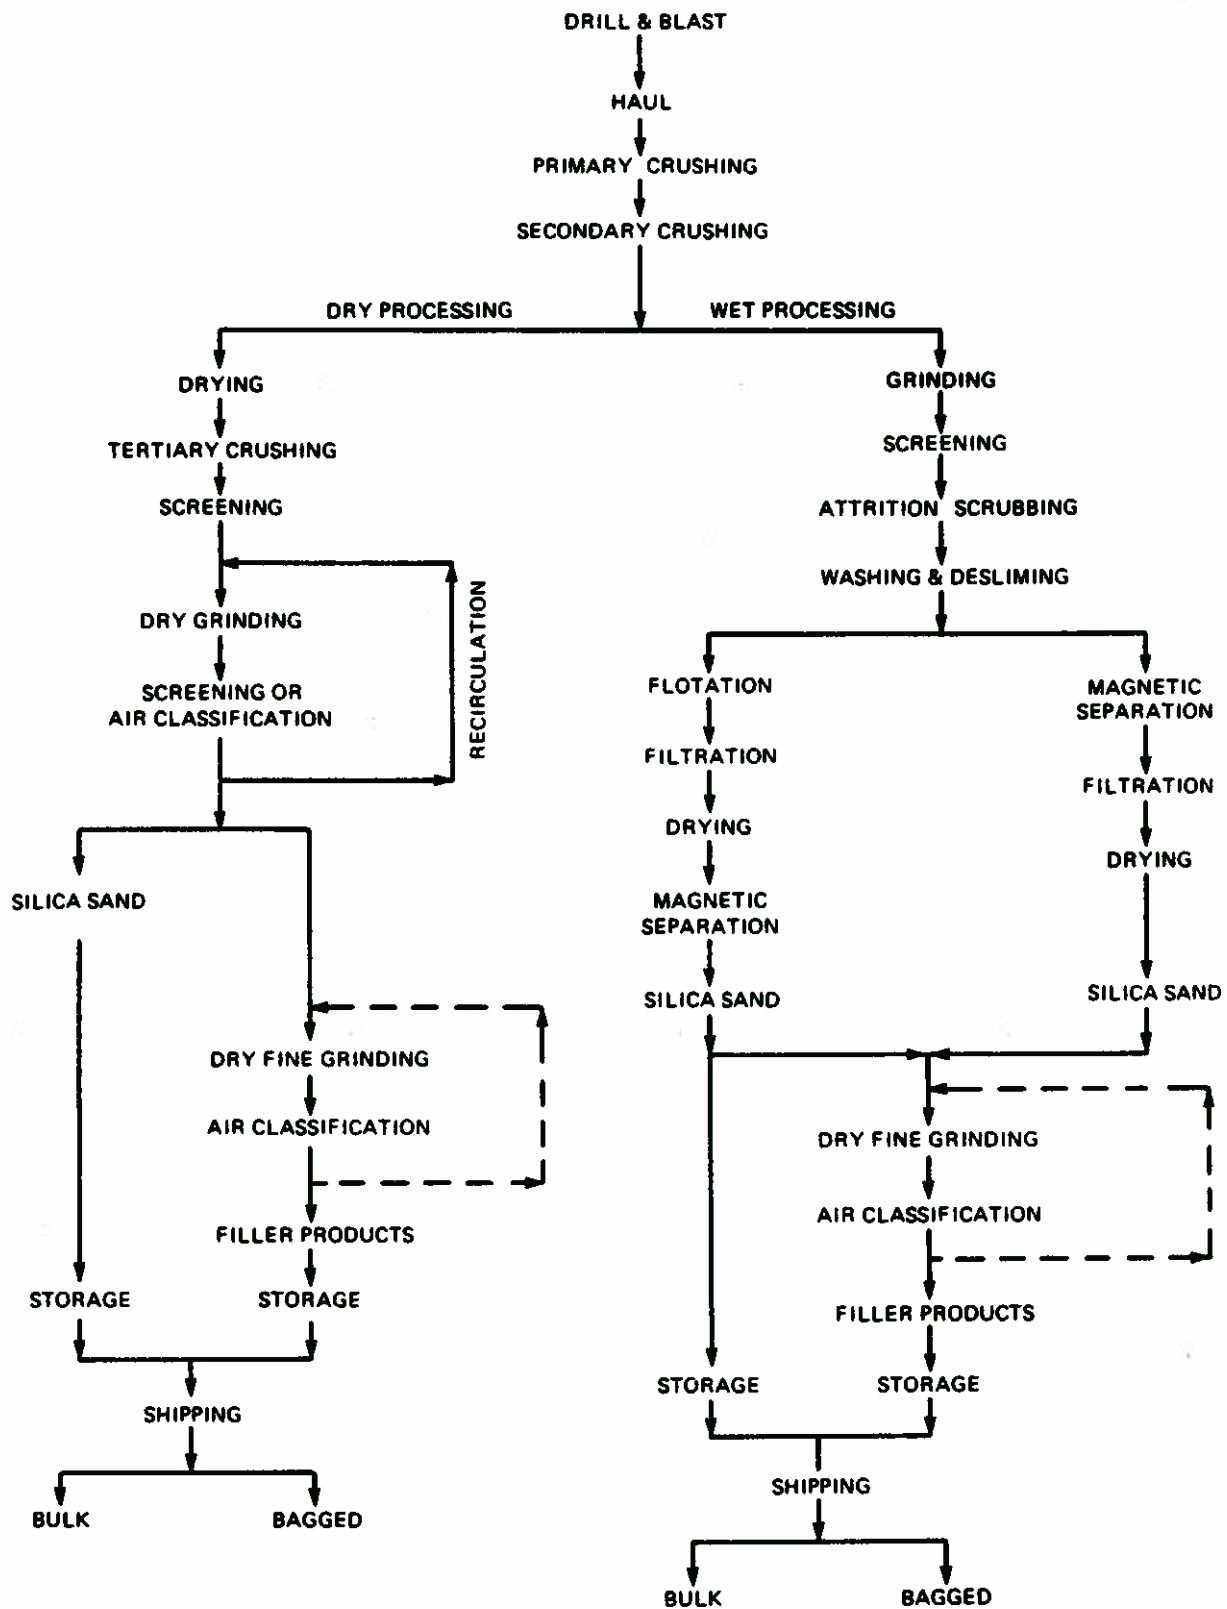 DRILL & BLAST
HAUL
PRIMARY CRUSHING
SECONDARY CRUSHING
DRY PROCESSING
WET PROCESSING
DRYING
TERTIARY CRUSHING
SCREENING
DRY GRINDING
SCREENING OR
AIR CLASSIFICATION
RECIRCULATION
SILICA SAND
DRY FINE GRINDING
AIR CLASSIFICATION
FILLER PRODUCTS
STORAGE
STORAGE
SHIPPING
BULK
BAGGED
GRINDING
SCREENING
ATTRITION SCRUBBING
WASHING & DESLIMING
FLOTATION
FILTRATION
DRYING
MAGNETIC
SEPARATION
SILICA SAND
MAGNETIC
SEPARATION
FILTRATION
DRYING
SILICA SAND
DRY FINE GRINDING
AIR CLASSIFICATION
FILLER PRODUCTS
STORAGE
STORAGE
SHIPPING
BULK
BAGGED